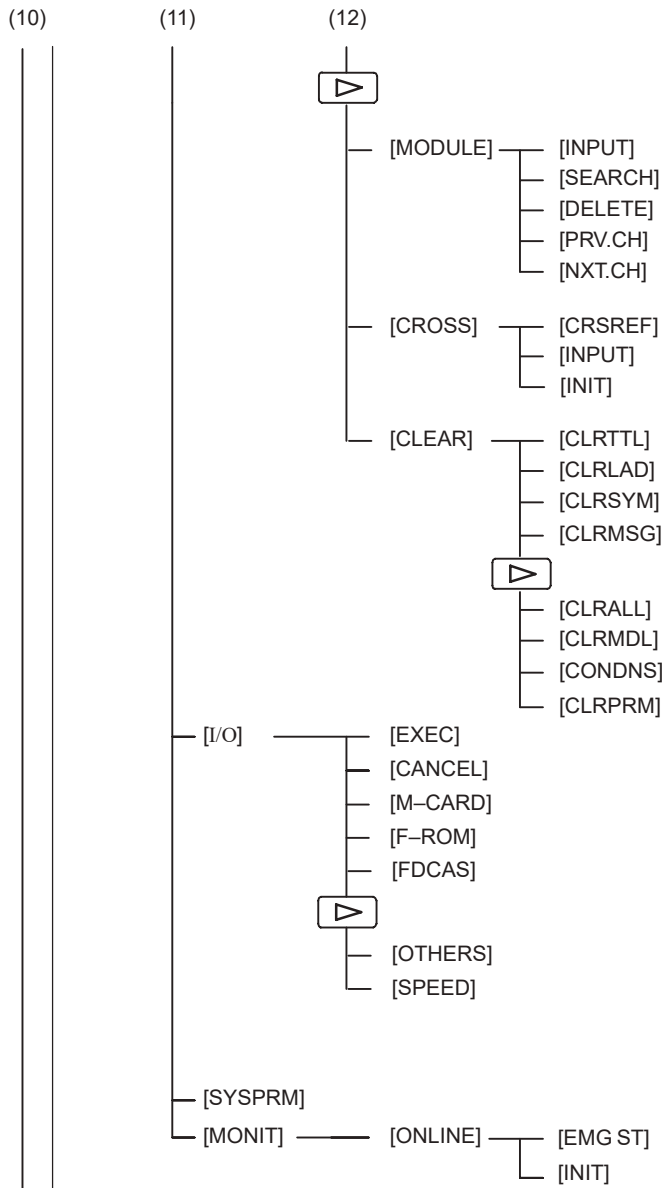 (10) (11) (12)
[MODULE] [INPUT]
[SEARCH]
[DELETE]
[PRV.CH]
[NXT.CH]
[CROSS] [CRSREF]
[INPUT]
[INIT]
[CLEAR] [CLRTTL]
[CLRLAD]
[CLRSYM]
[CLRMSG]
[CLRALL]
[CLRMDL]
[CONDNS]
[CLRPRM]
[I/O] [EXEC]
[CANCEL]
[M–CARD]
[F–ROM]
[FDCAS]
[OTHERS]
[SPEED]
[SYSPRM]
[MONIT] [ONLINE] [EMG ST]
[INIT]